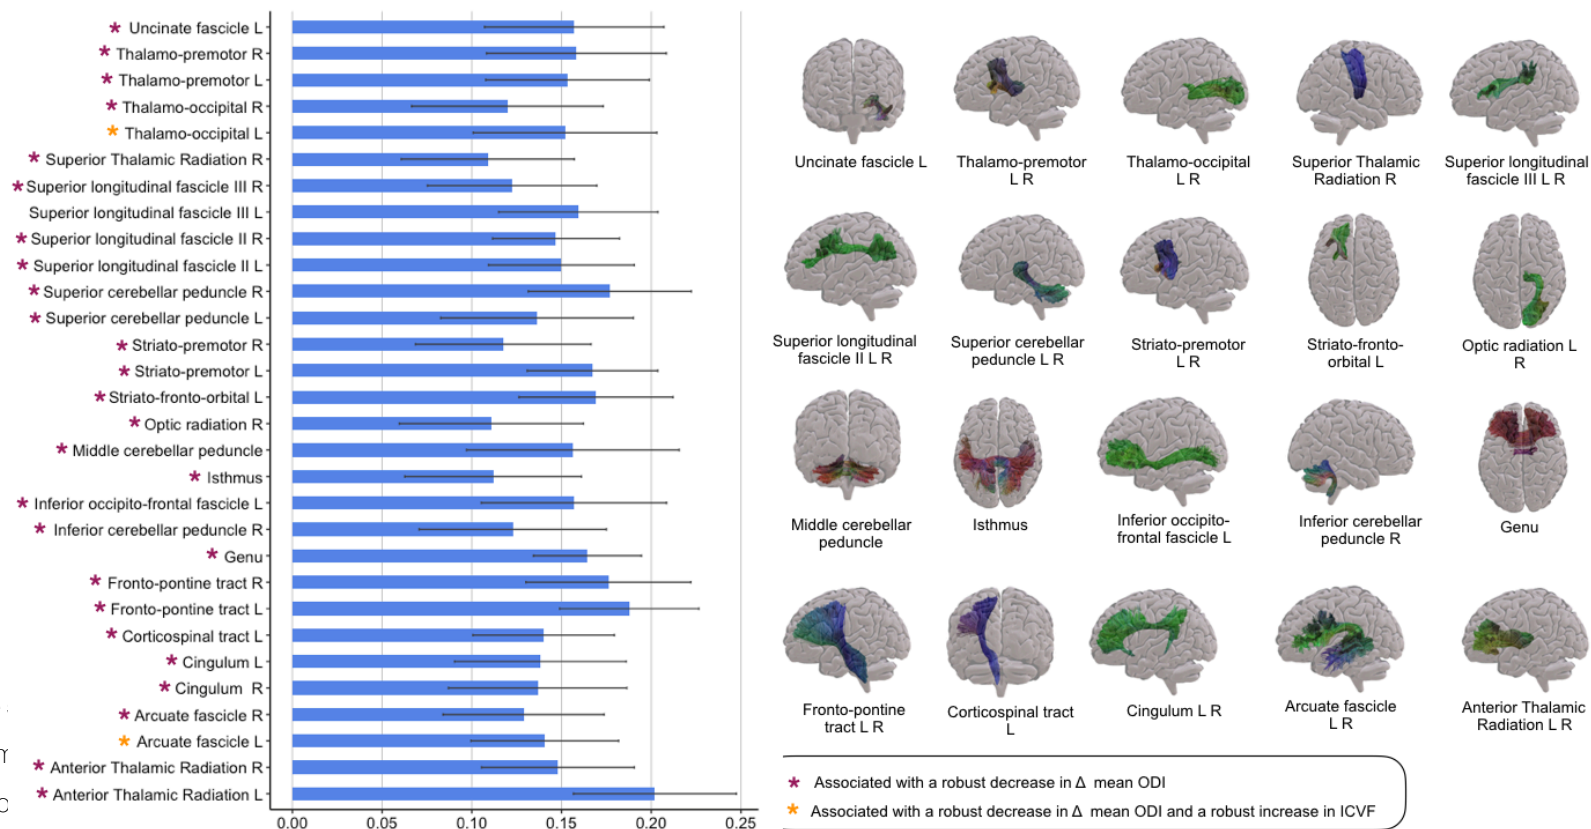 * Uncinate fascicle L
* Thalamo-premotor R
* Thalamo-premotor L
* Thalamo-occipital R
* Thalamo-occipital L
* Superior Thalamic Radiation R
* Superior longitudinal fascicle III R
Superior longitudinal fascicle III L
* Superior longitudinal fascicle II R
* Superior longitudinal fascicle II L
* Superior cerebellar peduncle R
* Superior cerebellar peduncle L
* Striato-premotor R
* Striato-premotor L
* Striato-fronto-orbital L
* Optic radiation R
* Middle cerebellar peduncle
* Isthmus
* Inferior occipito-frontal fascicle L
* Inferior cerebellar peduncle R
* Genu
* Fronto-pontine tract R
* Fronto-pontine tract L
* Corticospinal tract L
* Cingulum L
* Cingulum R
* Arcuate fascicle R
* Arcuate fascicle L
* Anterior Thalamic Radiation R
* Anterior Thalamic Radiation L
0.00 0.05 0.10 0.15 0.20 0.25
Uncinate fascicle L
Thalamo-premotor
L R
Thalamo-occipital
L R
Superior Thalamic
Radiation R
Superior longitudinal
fascicle III L R
Superior longitudinal
fascicle II L R
Superior cerebellar
peduncle L R
Striato-premotor
L R
Striato-fronto-
orbital L
Optic radiation L
R
Middle cerebellar
peduncle
Isthmus
Inferior occipito-
frontal fascicle L
Inferior cerebellar
peduncle R
Genu
Fronto-pontine
tract L R
Corticospinal tract
L
Cingulum L R
Arcuate fascicle
L R
Anterior Thalamic
Radiation L R
* Associated with a robust decrease in Δ mean ODI
* Associated with a robust decrease in Δ mean ODI and a robust increase in ICVF